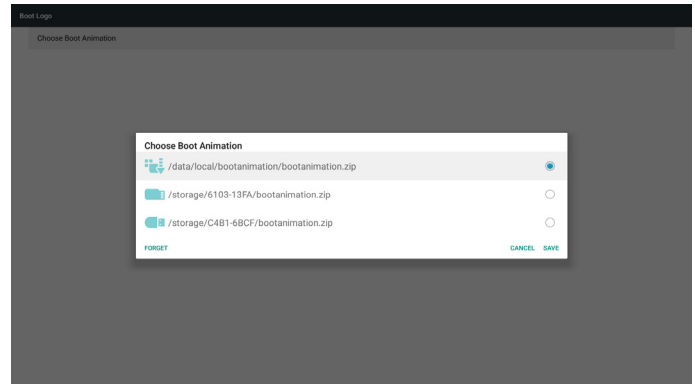 Boot Logo
Choose Boot Animation
Choose Boot Animation
/data/local/bootanimation/bootanimation.zip
/storage/6103-13FA/bootanimation.zip
/storage/C4B1-6BCF/bootanimation.zip
FORGET CANCEL SAVE